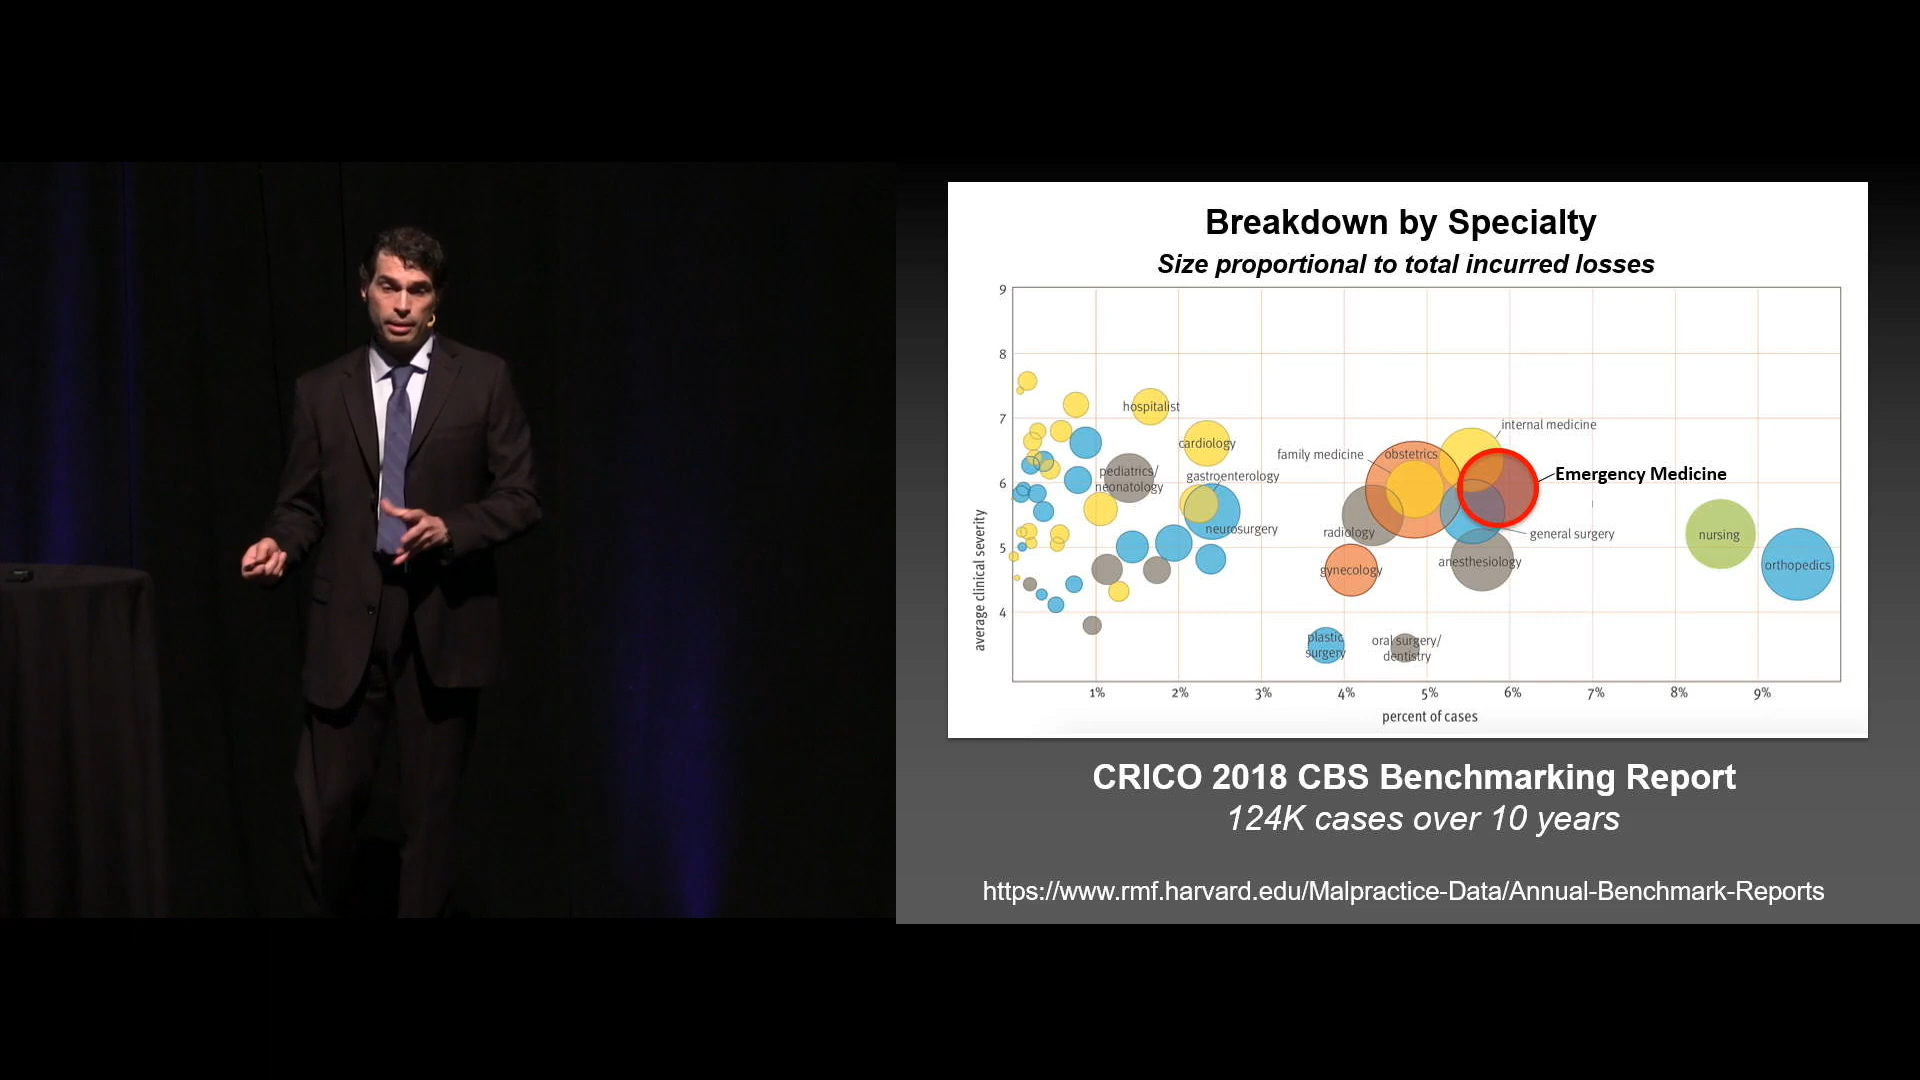 Breakdown by Specialty
Size proportional to total incurred losses
9
8
7
6
5
4
average clinical severity
hospitalist
cardiology
pediatrics/
neonatology
gastroenterology
neurosurgery
internal medicine
family medicine
obstetrics
Emergency Medicine
radiology
general surgery
nursing
gynecology
anesthesiology
orthopedics
plastic
surgery
oral surgery/
dentistry
1% 2% 3% 4% 5% 6% 7% 8% 9%
percent of cases
CRICO 2018 CBS Benchmarking Report
124K cases over 10 years
https://www.rmf.harvard.edu/Malpractice-Data/Annual-Benchmark-Reports